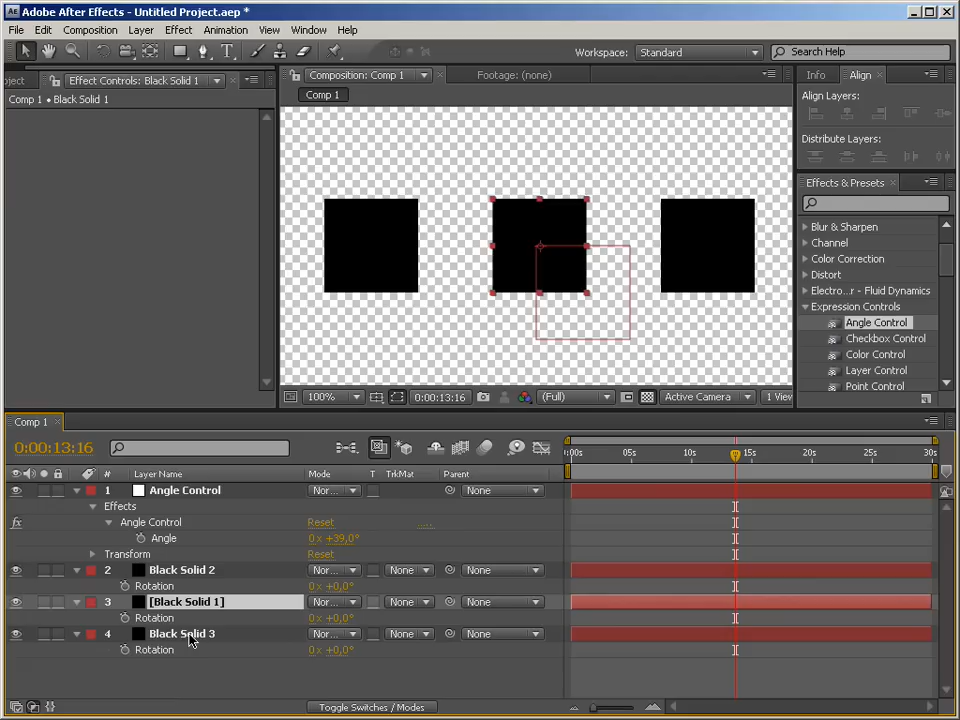 Adobe After Effects - Untitled Project.aep *
File Edit Composition Layer Effect Animation View Window Help
Workspace: Standard Search Help
oject Effect Controls: Black Solid 1 Composition: Comp 1 Footage: (none) Info Align
Comp 1 • Black Solid 1
Comp 1
Align Layers:
Distribute Layers:
Effects & Presets
Blur & Sharpen
Channel
Color Correction
Distort
Electro...r - Fluid Dynamics
Expression Controls
Angle Control
Checkbox Control
Color Control
Layer Control
Point Control
100% 0:00:13:16 (Full) Active Camera 1 View
Comp 1
0:00:13:16
:00s 05s 10s 15s 20s 25s 30s
# Layer Name Mode T TrkMat Parent
1 Angle Control Nor... None
Effects
fx Angle Control Reset .....
Angle 0 x +39,0°
Transform Reset
2 Black Solid 2 Nor... None None
Rotation 0 x +0,0°
3 [Black Solid 1] Nor... None None
Rotation 0 x +0,0°
4 Black Solid 3 Nor... None None
Rotation 0 x +0,0°
Toggle Switches / Modes